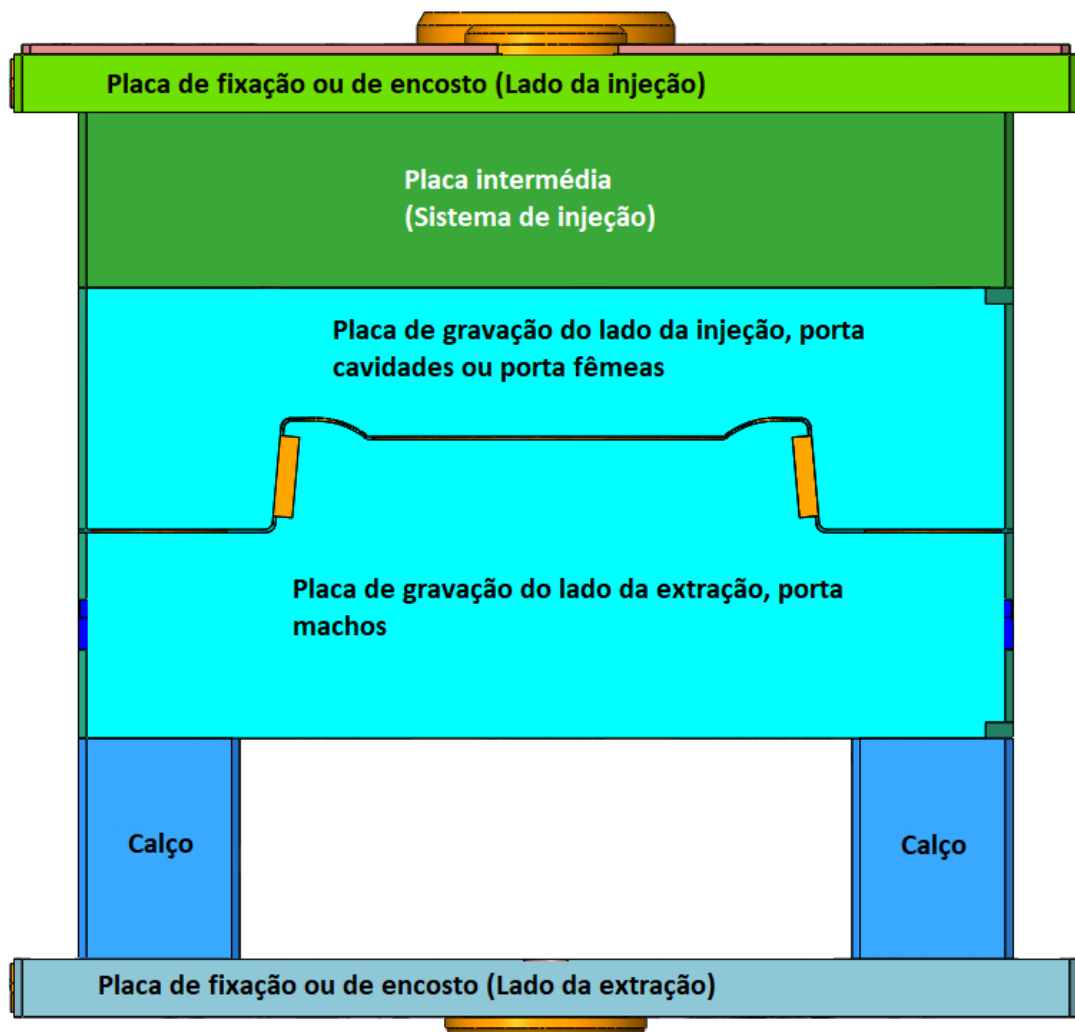 Placa de fixação ou de encosto (Lado da injeção)
Placa intermédia
(Sistema de injeção)
Placa de gravação do lado da injeção, porta
cavidades ou porta fêmeas
Placa de gravação do lado da extração, porta
machos
Calço
Calço
Placa de fixação ou de encosto (Lado da extração)